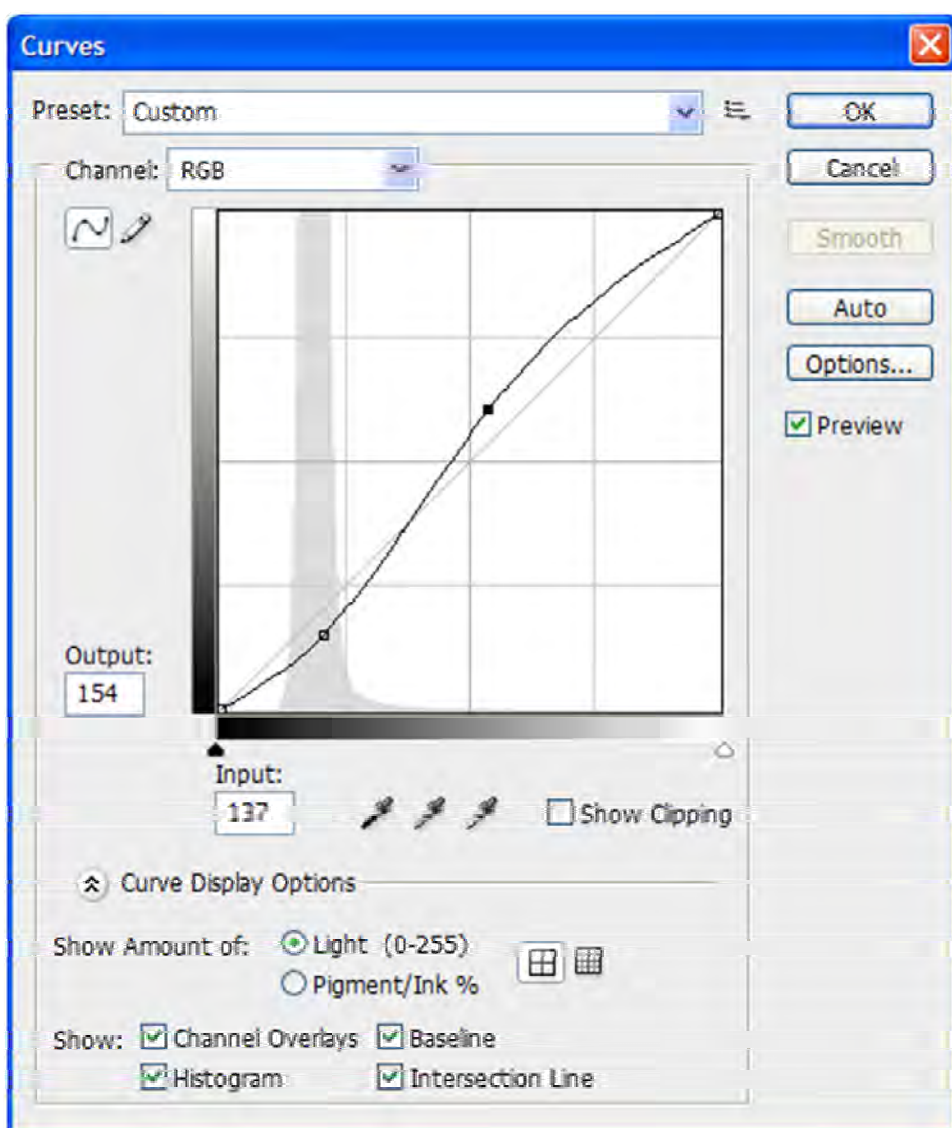 Curves
Preset: Custom
OK
Channel: RGB
Cancel
Smooth
Auto
Options...
Preview
Output:
154
Input:
137
Show Clipping
Curve Display Options
Show Amount of: Light (0-255)
Pigment/Ink %
Show: Channel Overlays Baseline
Histogram Intersection Line